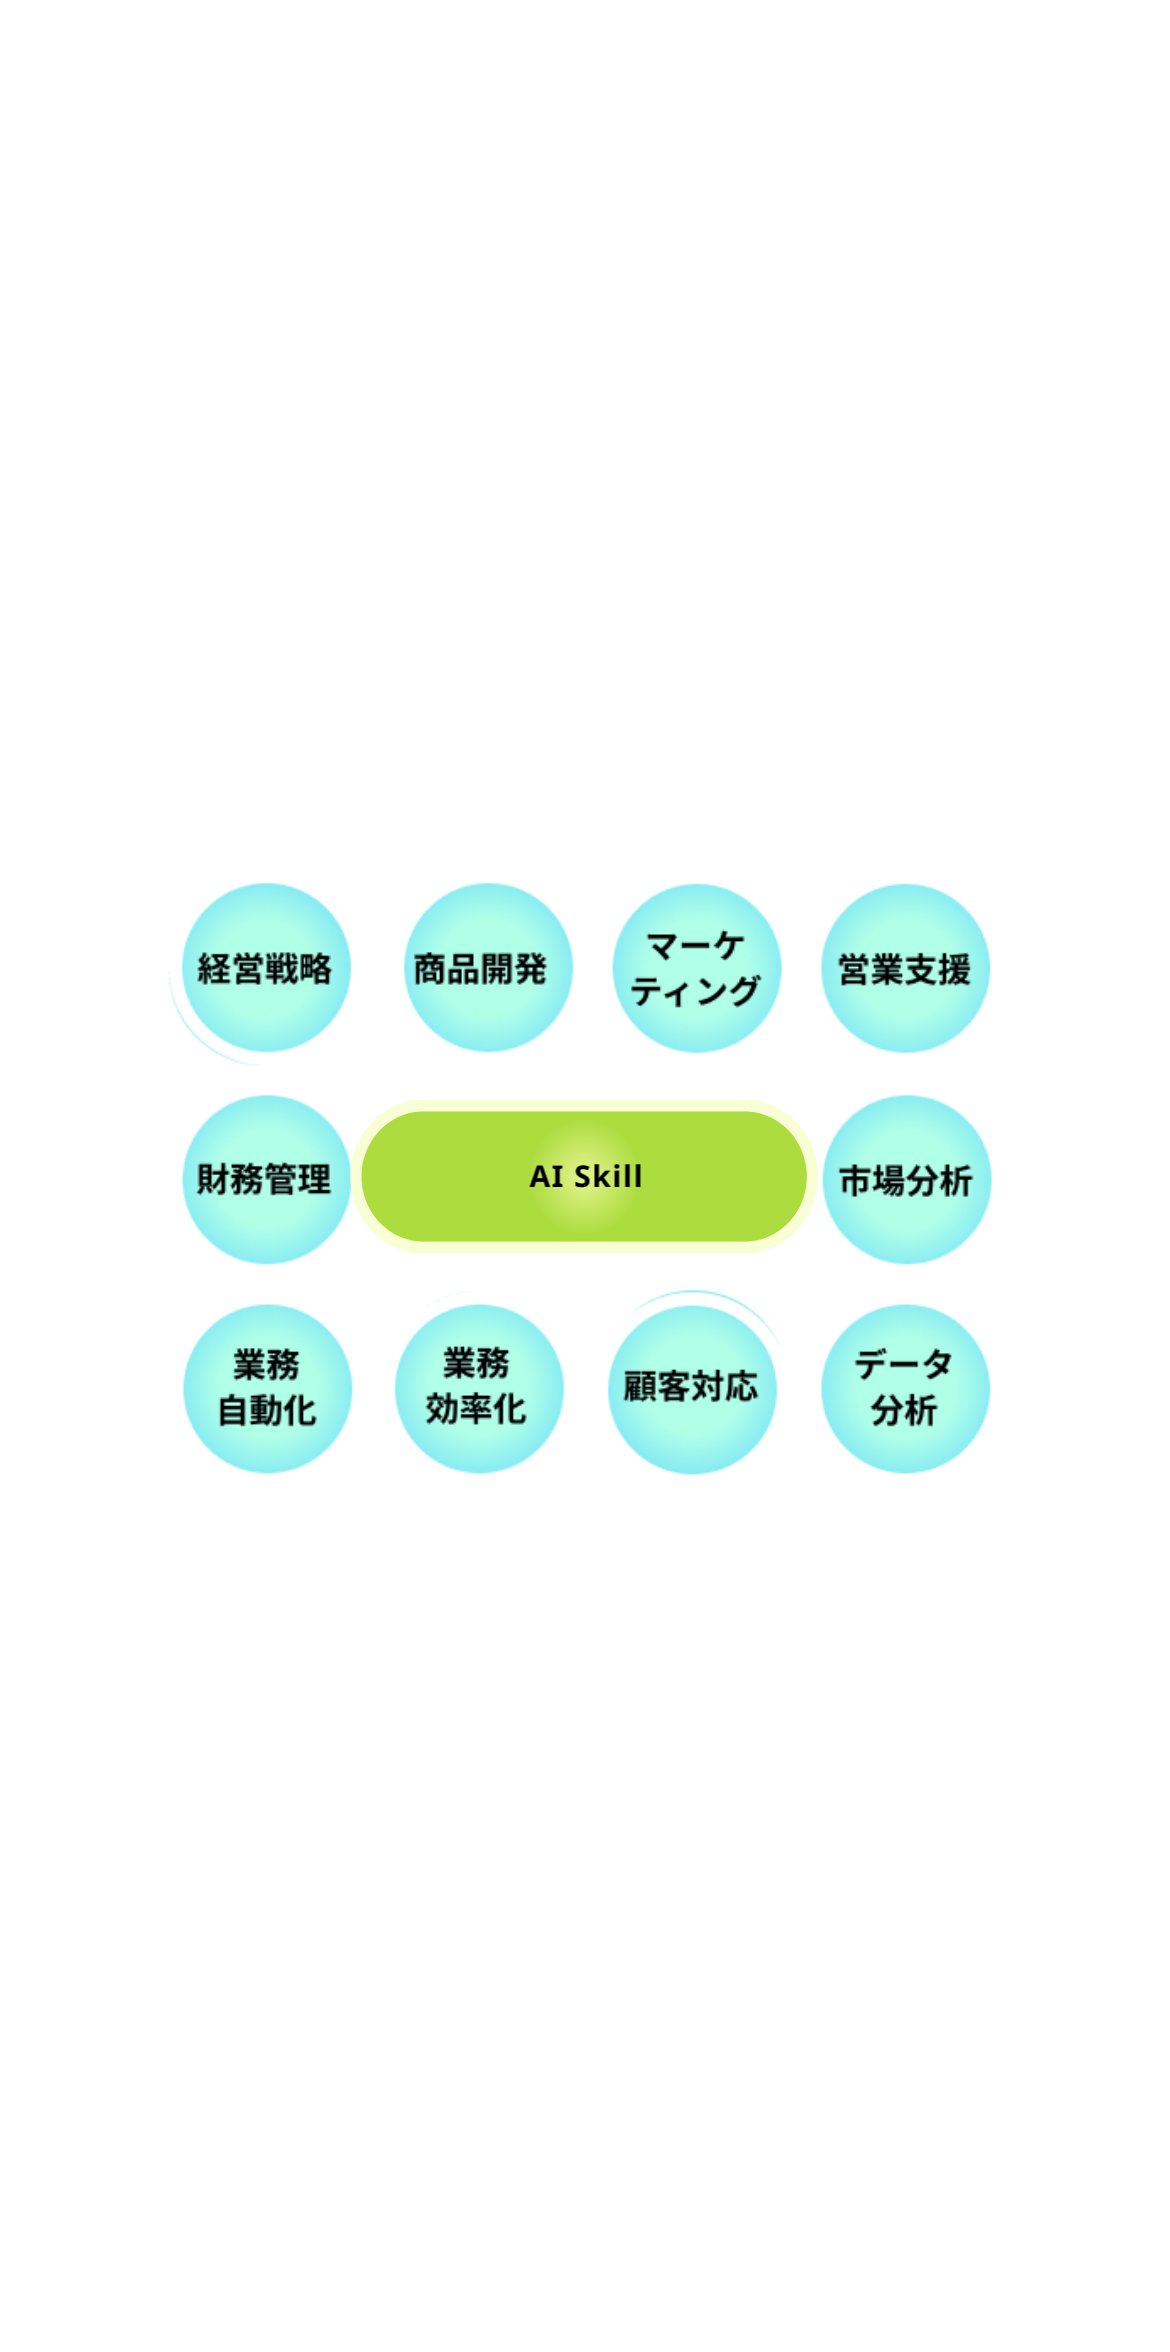 経営戦略
商品開発
マーケ
ティング
営業支援
財務管理
AI Skill
市場分析
業務
自動化
業務
効率化
顧客対応
データ
分析